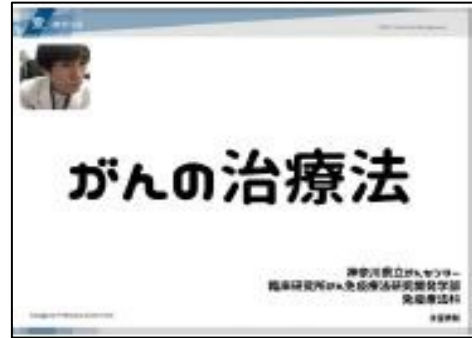 がんの治療法
神奈川県立がんセンター
臨床研究所がん免疫療法研究開発学部
免疫療法科